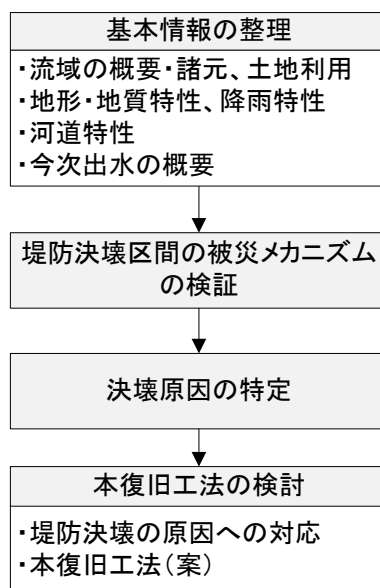 基本情報の整理
・流域の概要・諸元、土地利用
・地形・地質特性、降雨特性
・河道特性
・今次出水の概要
堤防決壊区間の被災メカニズム
の検証
決壊原因の特定
本復旧工法の検討
・堤防決壊の原因への対応
・本復旧工法(案)